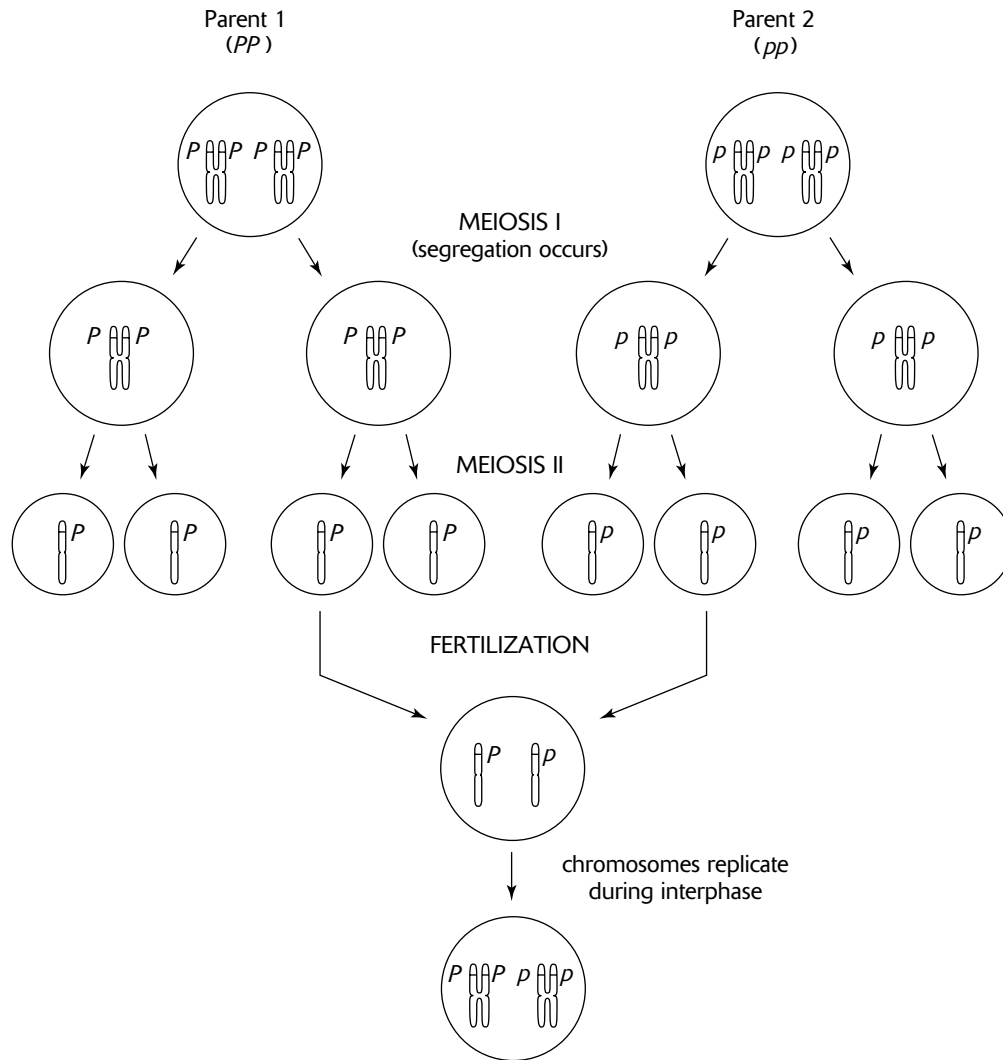 Parent 1
(PP)
Parent 2
(pp)
P P P P
p p p p
MEIOSIS I
(segregation occurs)
P P
P P
p p
p p
MEIOSIS II
P
P
P
P
p
p
p
p
FERTILIZATION
P p
chromosomes replicate
during interphase
P P p p